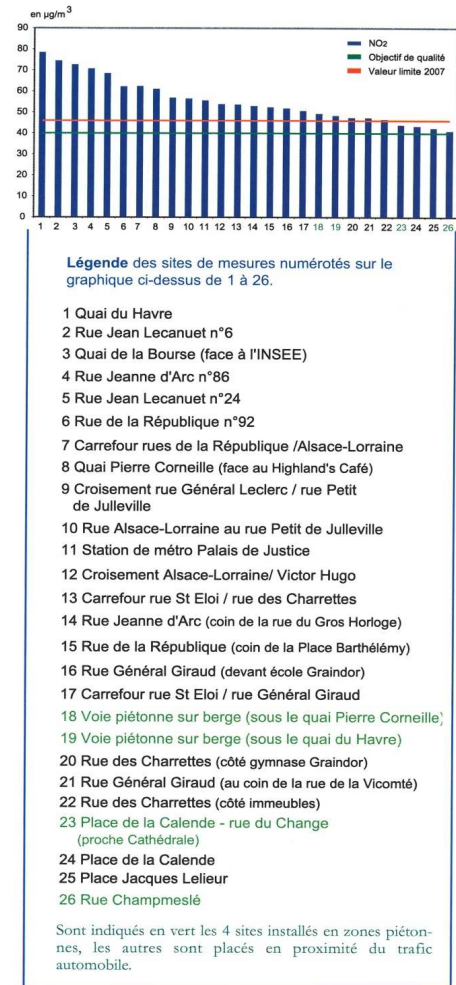 en µg/m³
90
80
70
60
50
40
30
20
10
0
NO2
Objectif de qualité
Valeur limite 2007
1 2 3 4 5 6 7 8 9 10 11 12 13 14 15 16 17 18 19 20 21 22 23 24 25 26
Légende des sites de mesures numérotés sur le
graphique ci-dessus de 1 à 26.
1 Quai du Havre
2 Rue Jean Lecanuet n°6
3 Quai de la Bourse (face à l'INSEE)
4 Rue Jeanne d'Arc n°86
5 Rue Jean Lecanuet n°24
6 Rue de la République n°92
7 Carrefour rues de la République /Alsace-Lorraine
8 Quai Pierre Corneille (face au Highland's Café)
9 Croisement rue Général Leclerc / rue Petit
de Julleville
10 Rue Alsace-Lorraine au rue Petit de Julleville
11 Station de métro Palais de Justice
12 Croisement Alsace-Lorraine/ Victor Hugo
13 Carrefour rue St Eloi / rue des Charrettes
14 Rue Jeanne d'Arc (coin de la rue du Gros Horloge)
15 Rue de la République (coin de la Place Barthélémy)
16 Rue Général Giraud (devant école Graindor)
17 Carrefour rue St Eloi / rue Général Giraud
18 Voie piétonne sur berge (sous le quai Pierre Corneille)
19 Voie piétonne sur berge (sous le quai du Havre)
20 Rue des Charrettes (côté gymnase Graindor)
21 Rue Général Giraud (au coin de la rue de la Vicomté)
22 Rue des Charrettes (côté immeubles)
23 Place de la Calende - rue du Change
(proche Cathédrale)
24 Place de la Calende
25 Place Jacques Lelieur
26 Rue Champmeslé
Sont indiqués en vert les 4 sites installés en zones piéton-
nes, les autres sont placés en proximité du trafic
automobile.